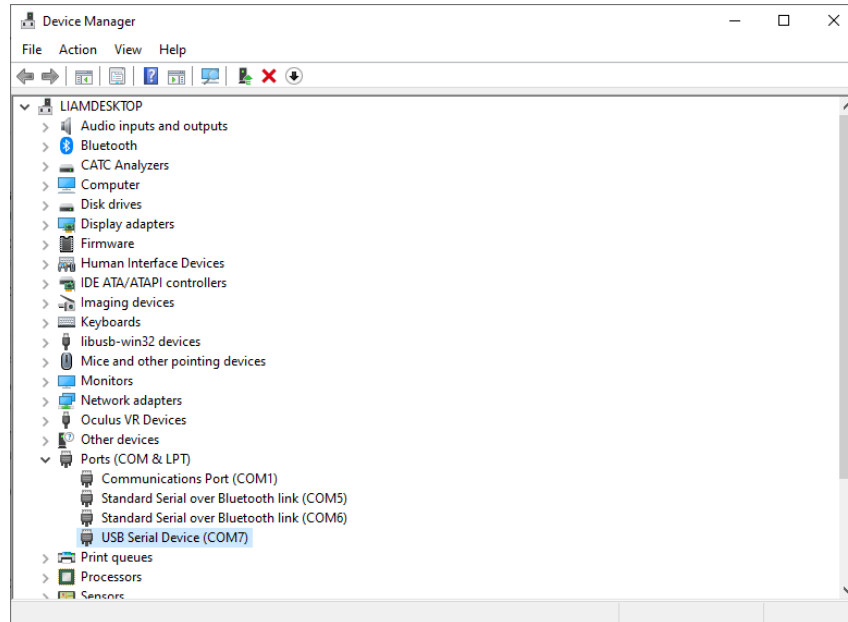 Device Manager
File Action View Help
LIAMDESKTOP
Audio inputs and outputs
Bluetooth
CATC Analyzers
Computer
Disk drives
Display adapters
Firmware
Human Interface Devices
IDE ATA/ATAPI controllers
Imaging devices
Keyboards
libusb-win32 devices
Mice and other pointing devices
Monitors
Network adapters
Oculus VR Devices
Other devices
Ports (COM & LPT)
Communications Port (COM1)
Standard Serial over Bluetooth link (COM5)
Standard Serial over Bluetooth link (COM6)
USB Serial Device (COM7)
Print queues
Processors
Sensors